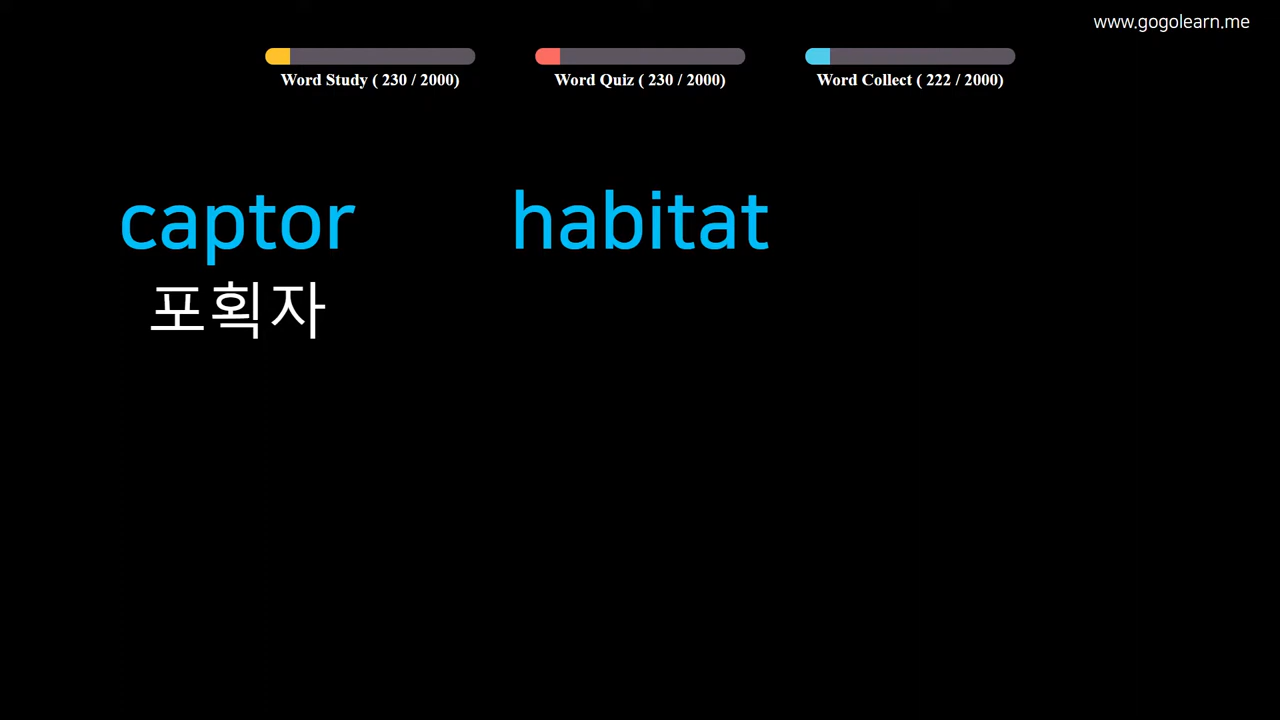 www.gogolearn.me
Word Study ( 230 / 2000)
Word Quiz ( 230 / 2000)
Word Collect ( 222 / 2000)
captor
habitat
포획자